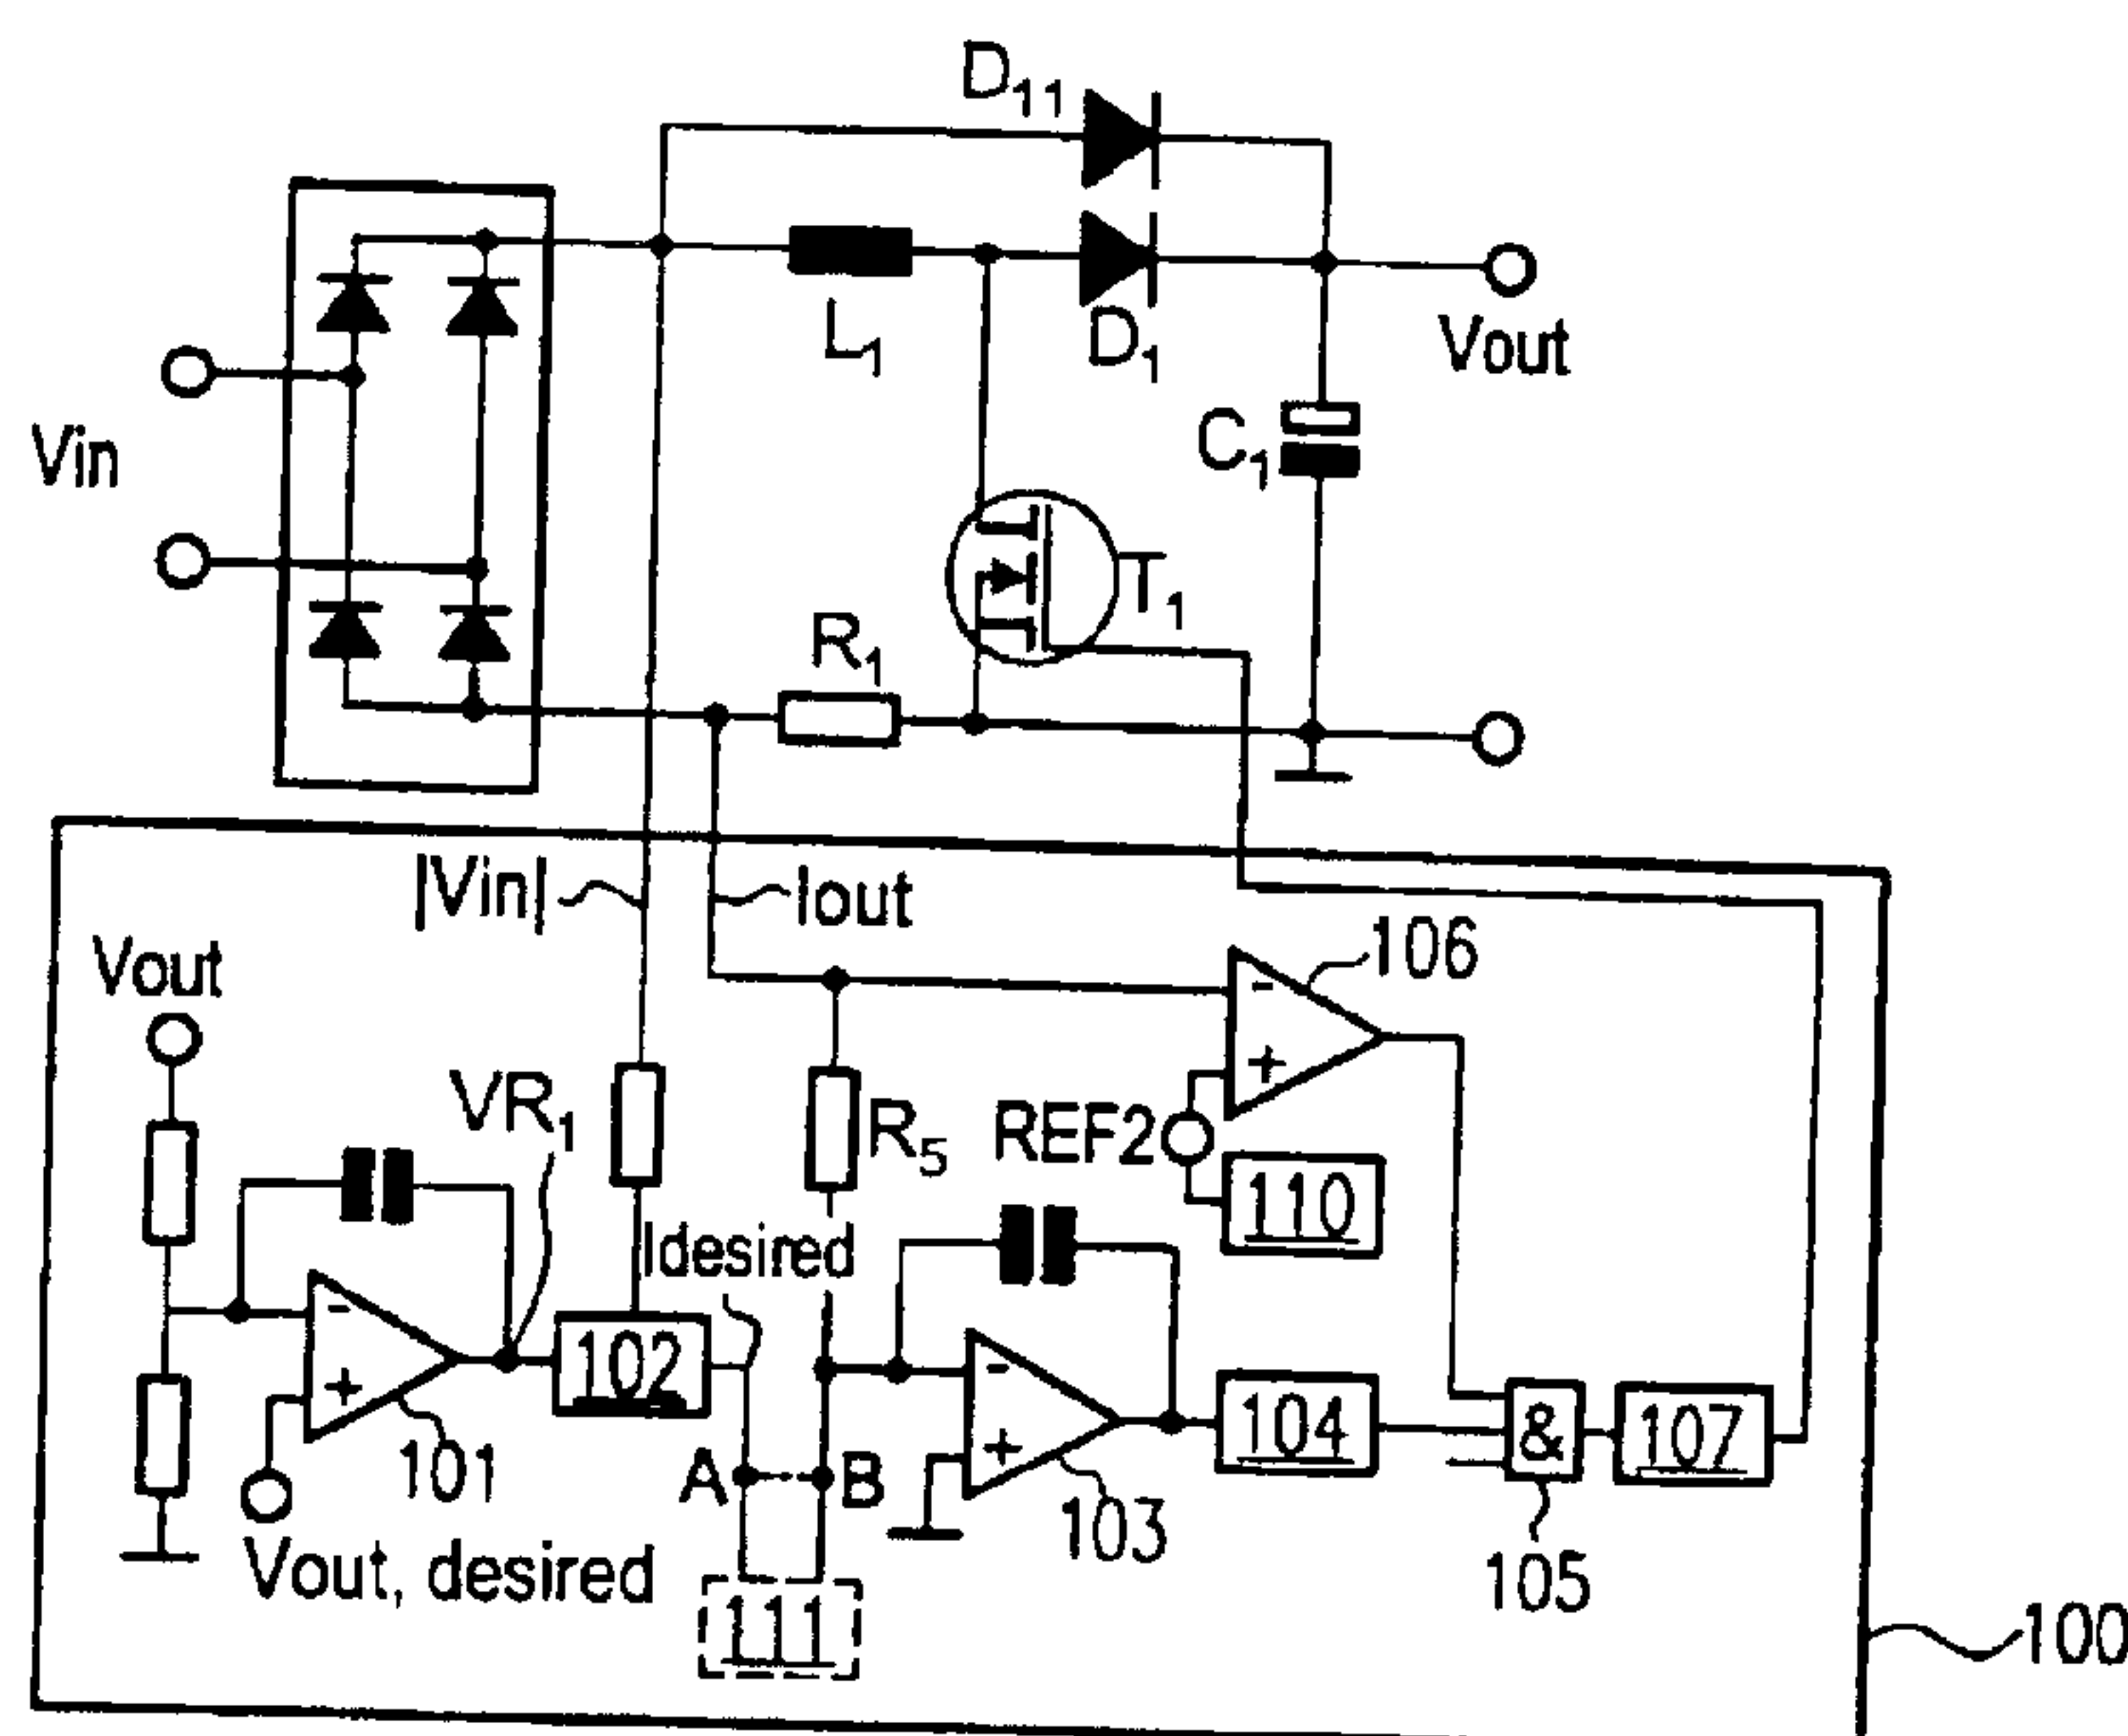 D11
L1
D1
Vout
Vin
C1
T1
R1
|Vin|
Iout
Vout
106
-
+
VR1
R5
REF2
110
Idesired
-
+
102
101
A
B
-
+
103
104
&
107
105
Vout, desired
111
100